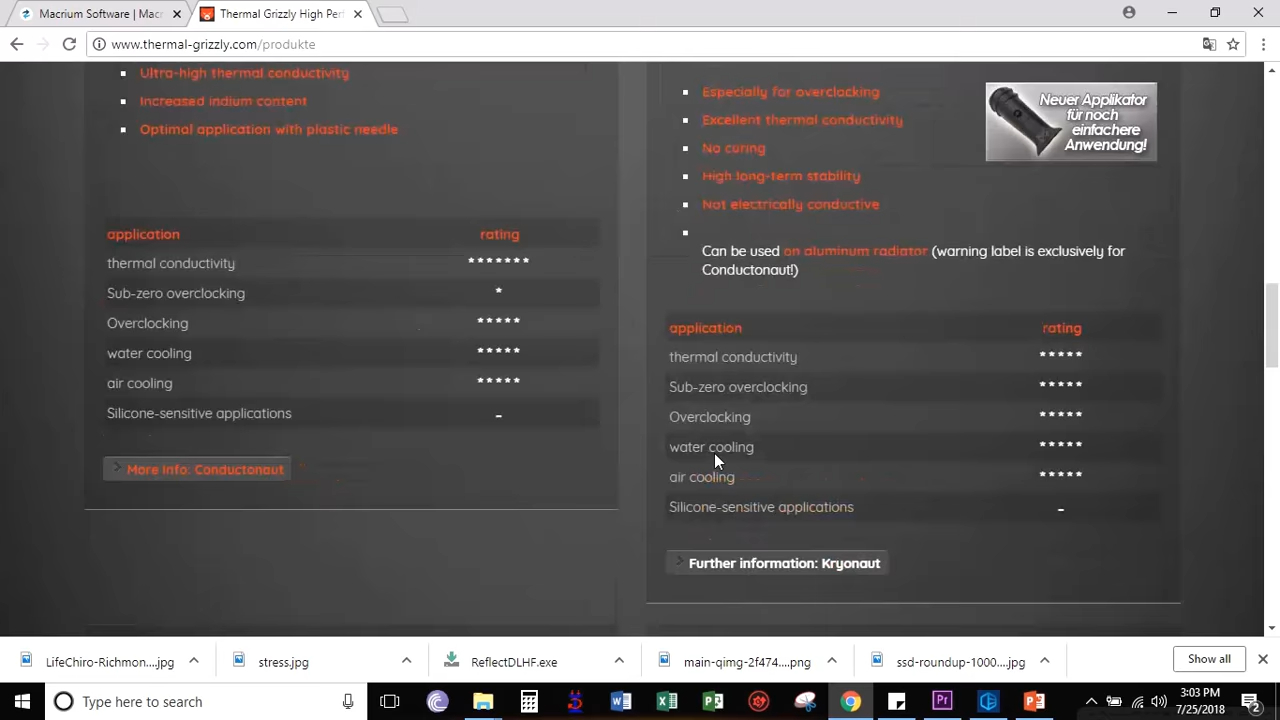 Macrium Software | Mac
Thermal Grizzly High Per
www.thermal-grizzly.com/produkte
Ultra-high thermal conductivity
Increased indium content
Optimal application with plastic needle
application rating
thermal conductivity *******
Sub-zero overclocking *
Overclocking *****
water cooling *****
air cooling *****
Silicone-sensitive applications -
More Info: Conductonaut
Especially for overclocking
Excellent thermal conductivity
No curing
High long-term stability
Not electrically conductive
Can be used on aluminum radiator (warning label is exclusively for
Conductonaut!)
Neuer Applikator
für noch
einfachere
Anwendung!
application rating
thermal conductivity *****
Sub-zero overclocking *****
Overclocking *****
water cooling *****
air cooling *****
Silicone-sensitive applications -
Further information: Kryonaut
LifeChiro-Richmon....jpg
stress.jpg
ReflectDLHF.exe
main-qimg-2f474....png
ssd-roundup-1000....jpg
Show all
Type here to search
3:03 PM
7/25/2018
2